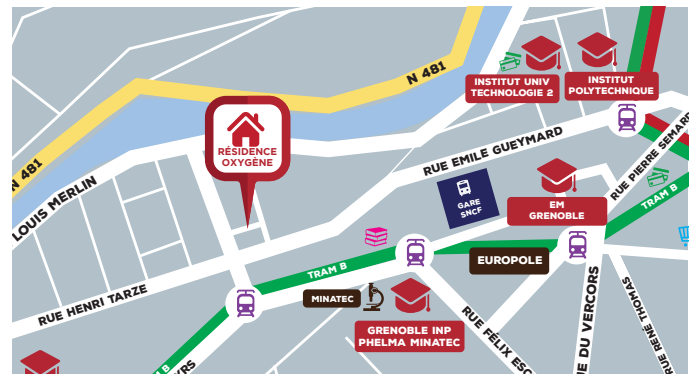 N 481
INSTITUT UNIV
TECHNOLOGIE 2
INSTITUT
POLYTECHNIQUE
RÉSIDENCE
OXYGÈNE
RUE EMILE GUEYMARD
RUE PIERRE SEMARD
N 481
LOUIS MERLIN
GARE
SNCF
EM
GRENOBLE
TRAM B
EUROPOLE
TRAM B
MINATEC
RUE HENRI TARZE
GRENOBLE INP
PHELMA MINATEC
RUE FÉLIX ESC
E DU VERCORS
RUE RENÉ THOMAS
YRS
B